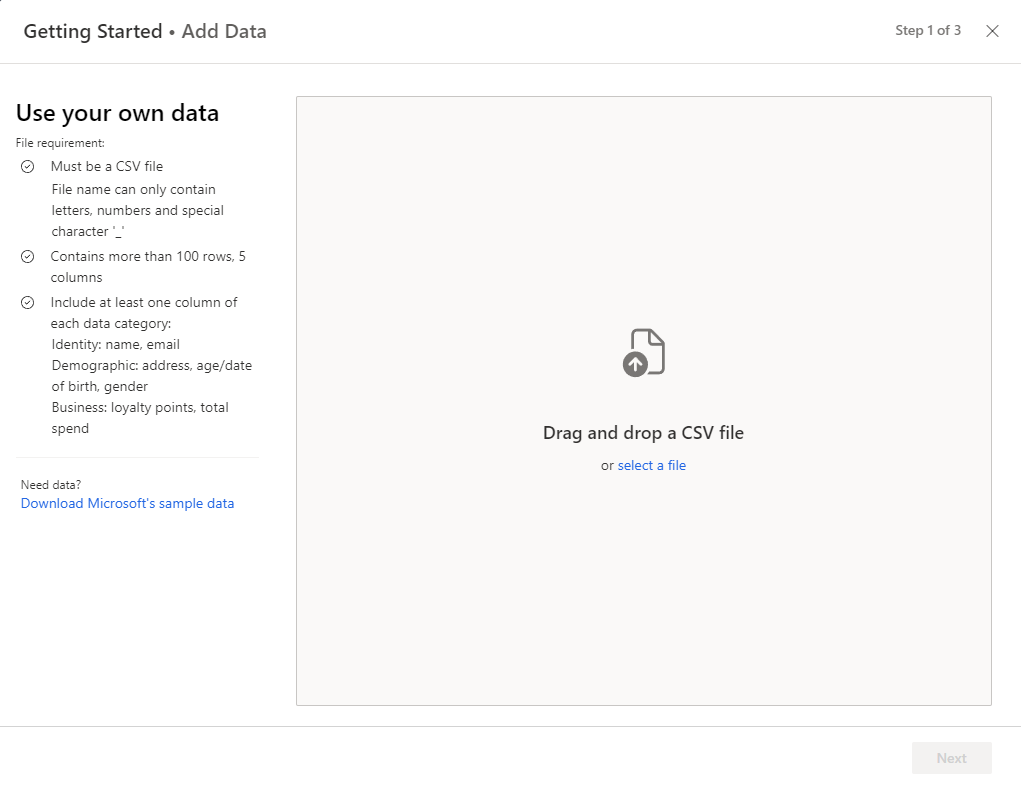 Getting Started • Add Data
Step 1 of 3
Use your own data
File requirement:
Must be a CSV file
File name can only contain
letters, numbers and special
character '_'
Contains more than 100 rows, 5
columns
Include at least one column of
each data category:
Identity: name, email
Demographic: address, age/date
of birth, gender
Business: loyalty points, total
spend
Need data?
Download Microsoft's sample data
Drag and drop a CSV file
or select a file
Next